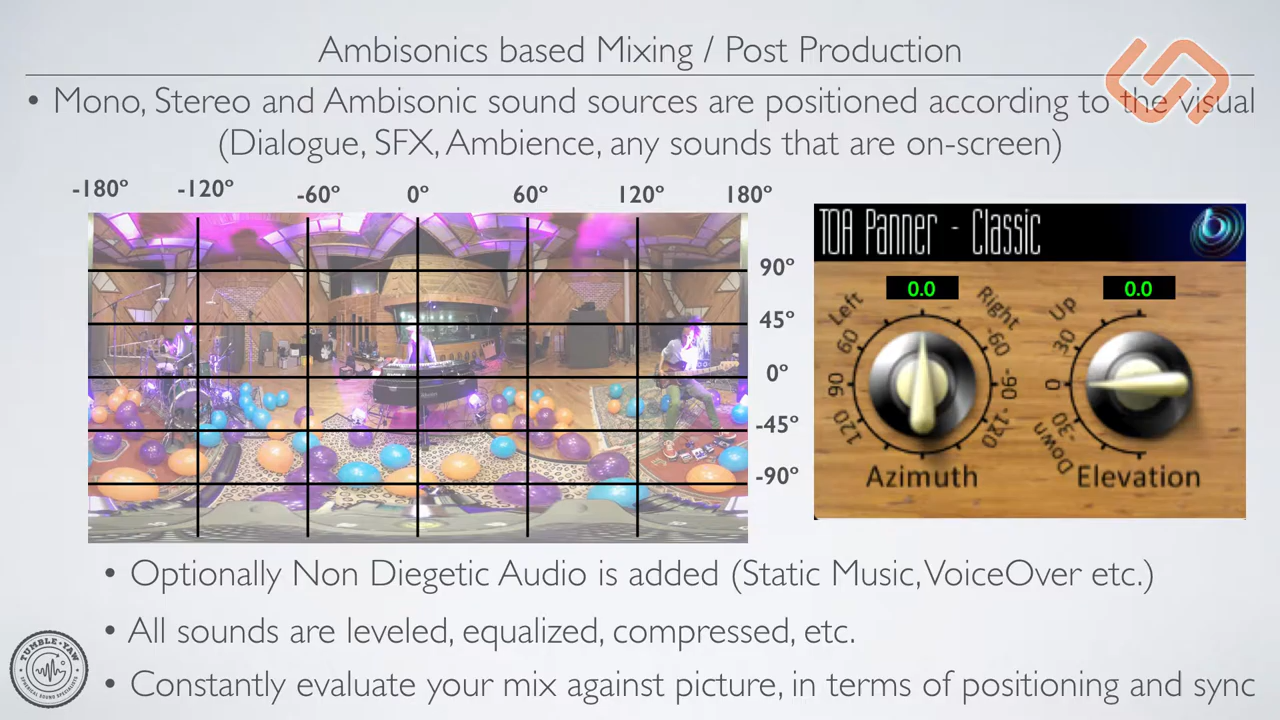 Ambisonics based Mixing / Post Production
• Mono, Stereo and Ambisonic sound sources are positioned according to the visual
(Dialogue, SFX, Ambience, any sounds that are on-screen)
-180° -120° -60° 0° 60° 120° 180°
90°
45°
0°
-45°
-90°
TOA Panner - Classic
0.0 0.0
Left Right Up
60 -60 30
90 -90 0
120 -120 -30
Down
Azimuth Elevation
• Optionally Non Diegetic Audio is added (Static Music, VoiceOver etc.)
• All sounds are leveled, equalized, compressed, etc.
• Constantly evaluate your mix against picture, in terms of positioning and sync
TUMBLE·YAW
SPHERICAL SOUND SPECIALISTS